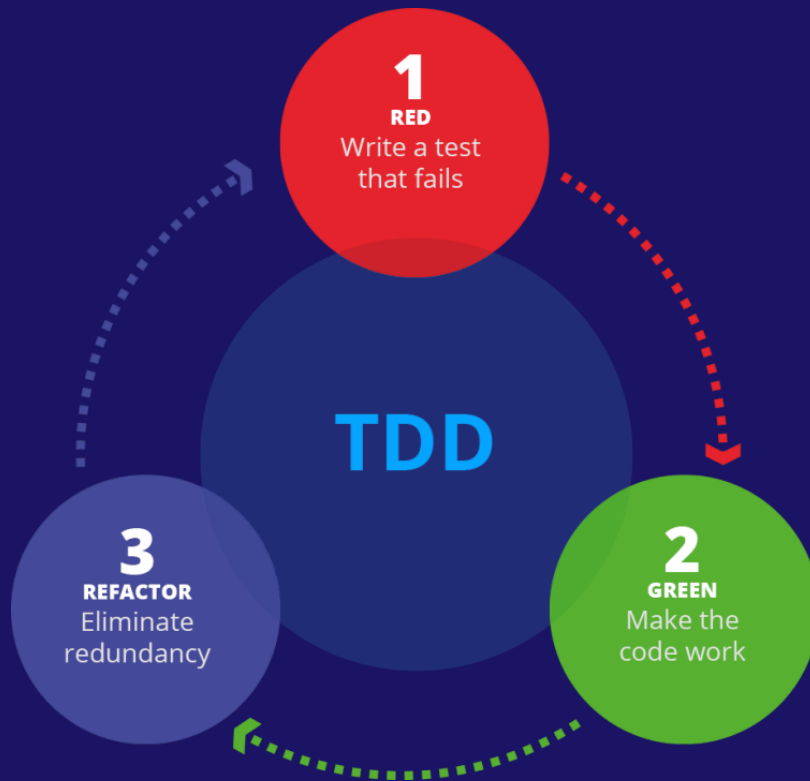 1
RED
Write a test
that fails
TDD
2
GREEN
Make the
code work
3
REFACTOR
Eliminate
redundancy